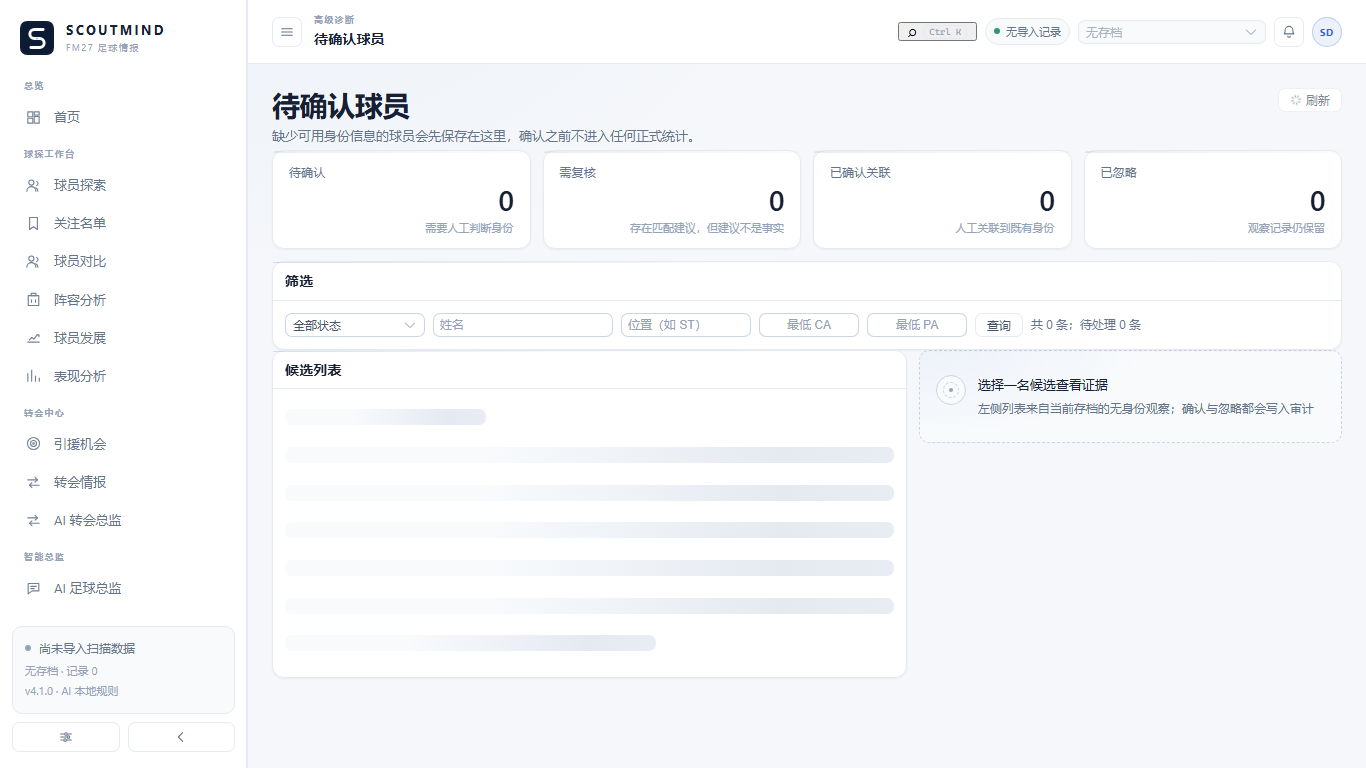 SCOUTMIND
FM27 足球情报
总览
首页
球探工作台
球员探索
关注名单
球员对比
阵容分析
球员发展
表现分析
转会中心
引援机会
转会情报
AI 转会总监
智能总监
AI 足球总监
尚未导入扫描数据
无存档 · 记录 0
v4.1.0 · AI 本地规则
高级诊断
待确认球员
Ctrl K
无导入记录
无存档
SD
待确认球员
缺少可用身份信息的球员会先保存在这里，确认之前不进入任何正式统计。
刷新
待确认
0
需要人工判断身份
需复核
0
存在匹配建议，但建议不是事实
已确认关联
0
人工关联到既有身份
已忽略
0
观察记录仍保留
筛选
全部状态
姓名
位置（如 ST）
最低 CA
最低 PA
查询
共 0 条；待处理 0 条
候选列表
选择一名候选查看证据
左侧列表来自当前存档的无身份观察；确认与忽略都会写入审计